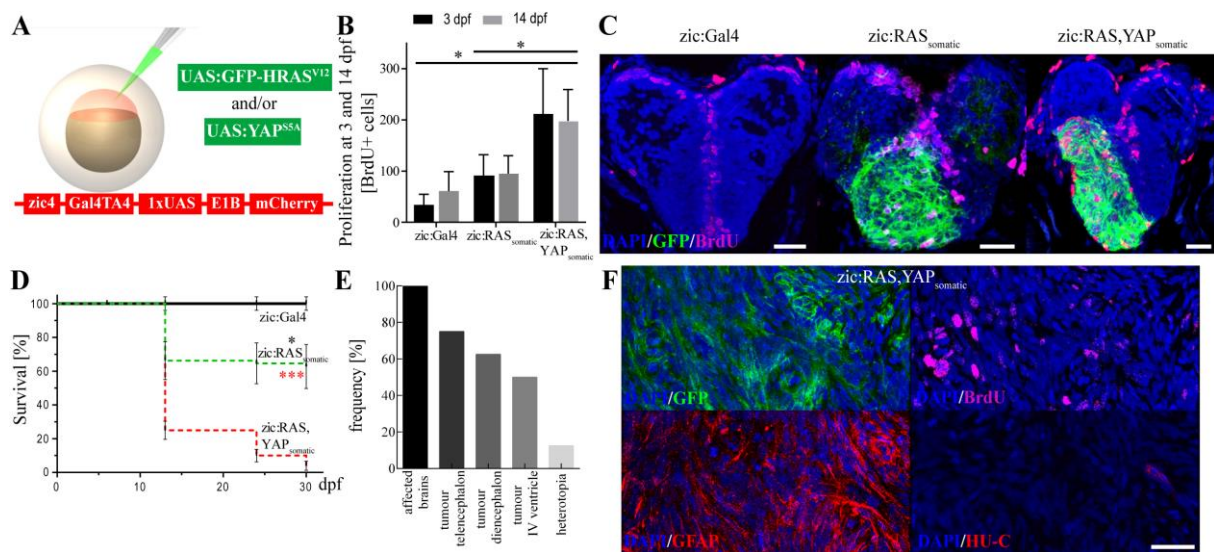 A
UAS:GFP-HRASV12
and/or
UAS:YAPS5A
zic4 Gal4TA4 1xUAS E1B mCherry
B
3 dpf 14 dpf
* *
Proliferation at 3 and 14 dpf
[BrdU+ cells]
300
200
100
0
zic:Gal4 zic:RASsomatic zic:RAS,
YAPsomatic
C
zic:Gal4 zic:RASsomatic zic:RAS,YAPsomatic
DAPI/GFP/BrdU
D
Survival [%]
100
80
60
40
20
0
0 10 20 30 dpf
zic:Gal4
*
zic:RASsomatic
***
zic:RAS,
YAPsomatic
E
frequency [%]
100
80
60
40
20
0
affected
brains
tumour
telencephalon
tumour
diencephalon
tumour
IV ventricle
heterotopia
F
zic:RAS,YAPsomatic
DAPI/GFP
DAPI/BrdU
DAPI/GFAP
DAPI/HU-C